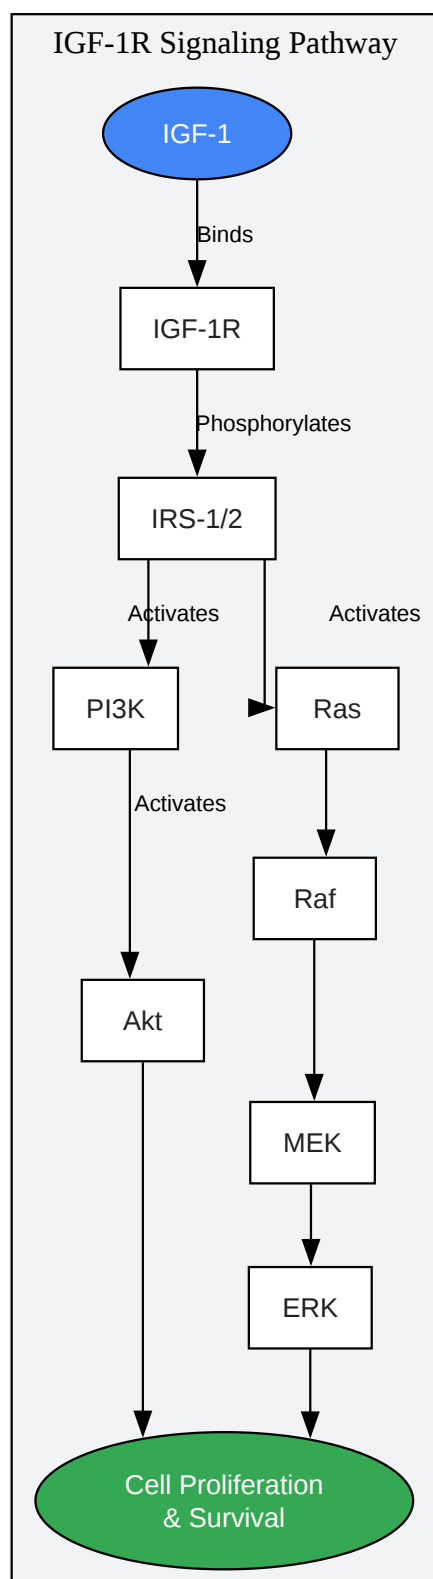 IGF-1R Signaling Pathway
IGF-1
Binds
IGF-1R
Phosphorylates
IRS-1/2
Activates
Activates
PI3K
Ras
Activates
Raf
Akt
MEK
ERK
Cell Proliferation
& Survival